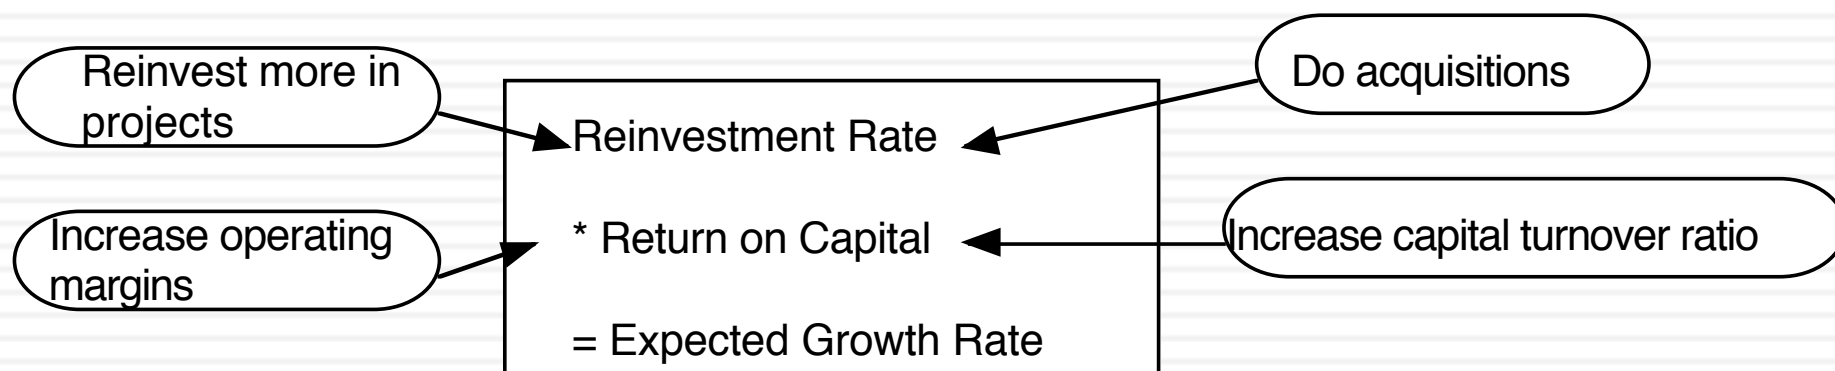 Reinvest more in
projects
Do acquisitions
Reinvestment Rate
Increase operating
margins
* Return on Capital
Increase capital turnover ratio
= Expected Growth Rate